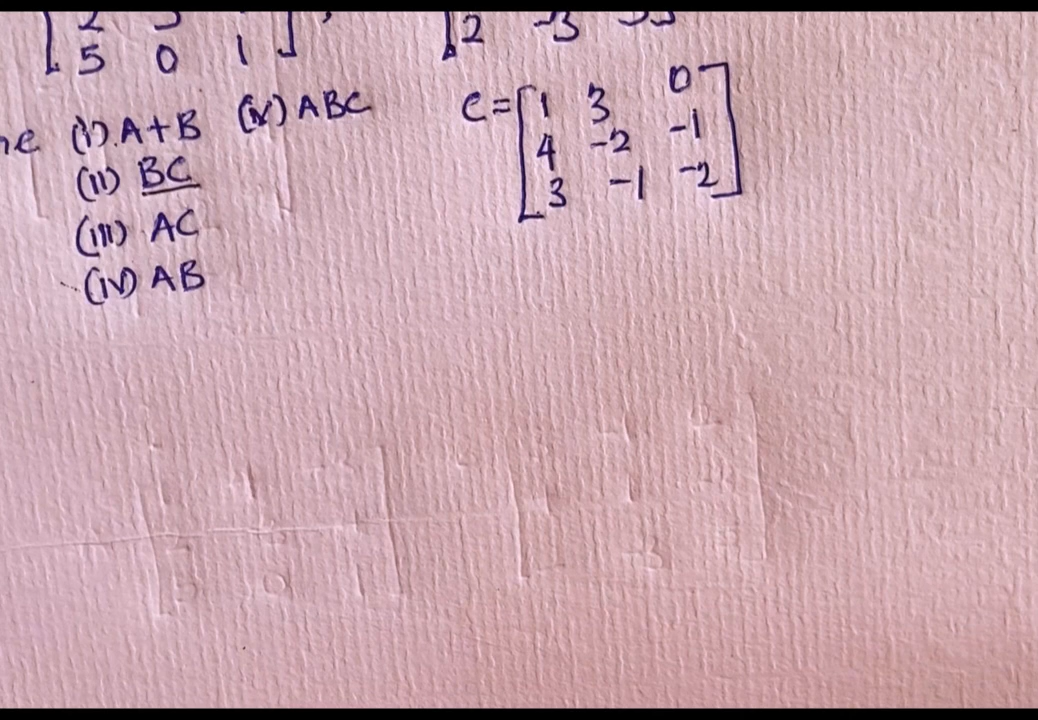 5 0 1
2 -3
ne (i). A+B (v) ABC
C = [1 3 0
(ii) BC 4 -2 -1
3 -1 -2]
(iii) AC
(iv) AB